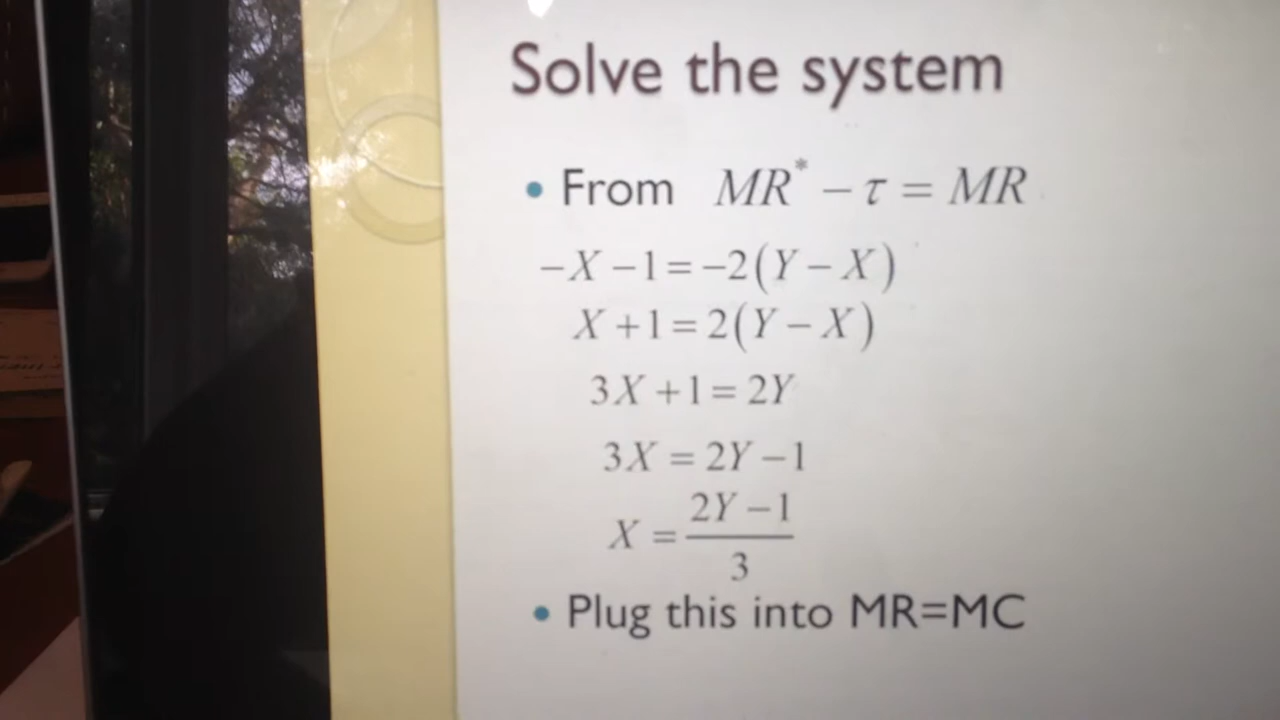 Solve the system
• From MR* − τ = MR
−X −1 = −2(Y − X)
X +1 = 2(Y − X)
3X +1 = 2Y
3X = 2Y −1
X = (2Y −1)/3
• Plug this into MR=MC